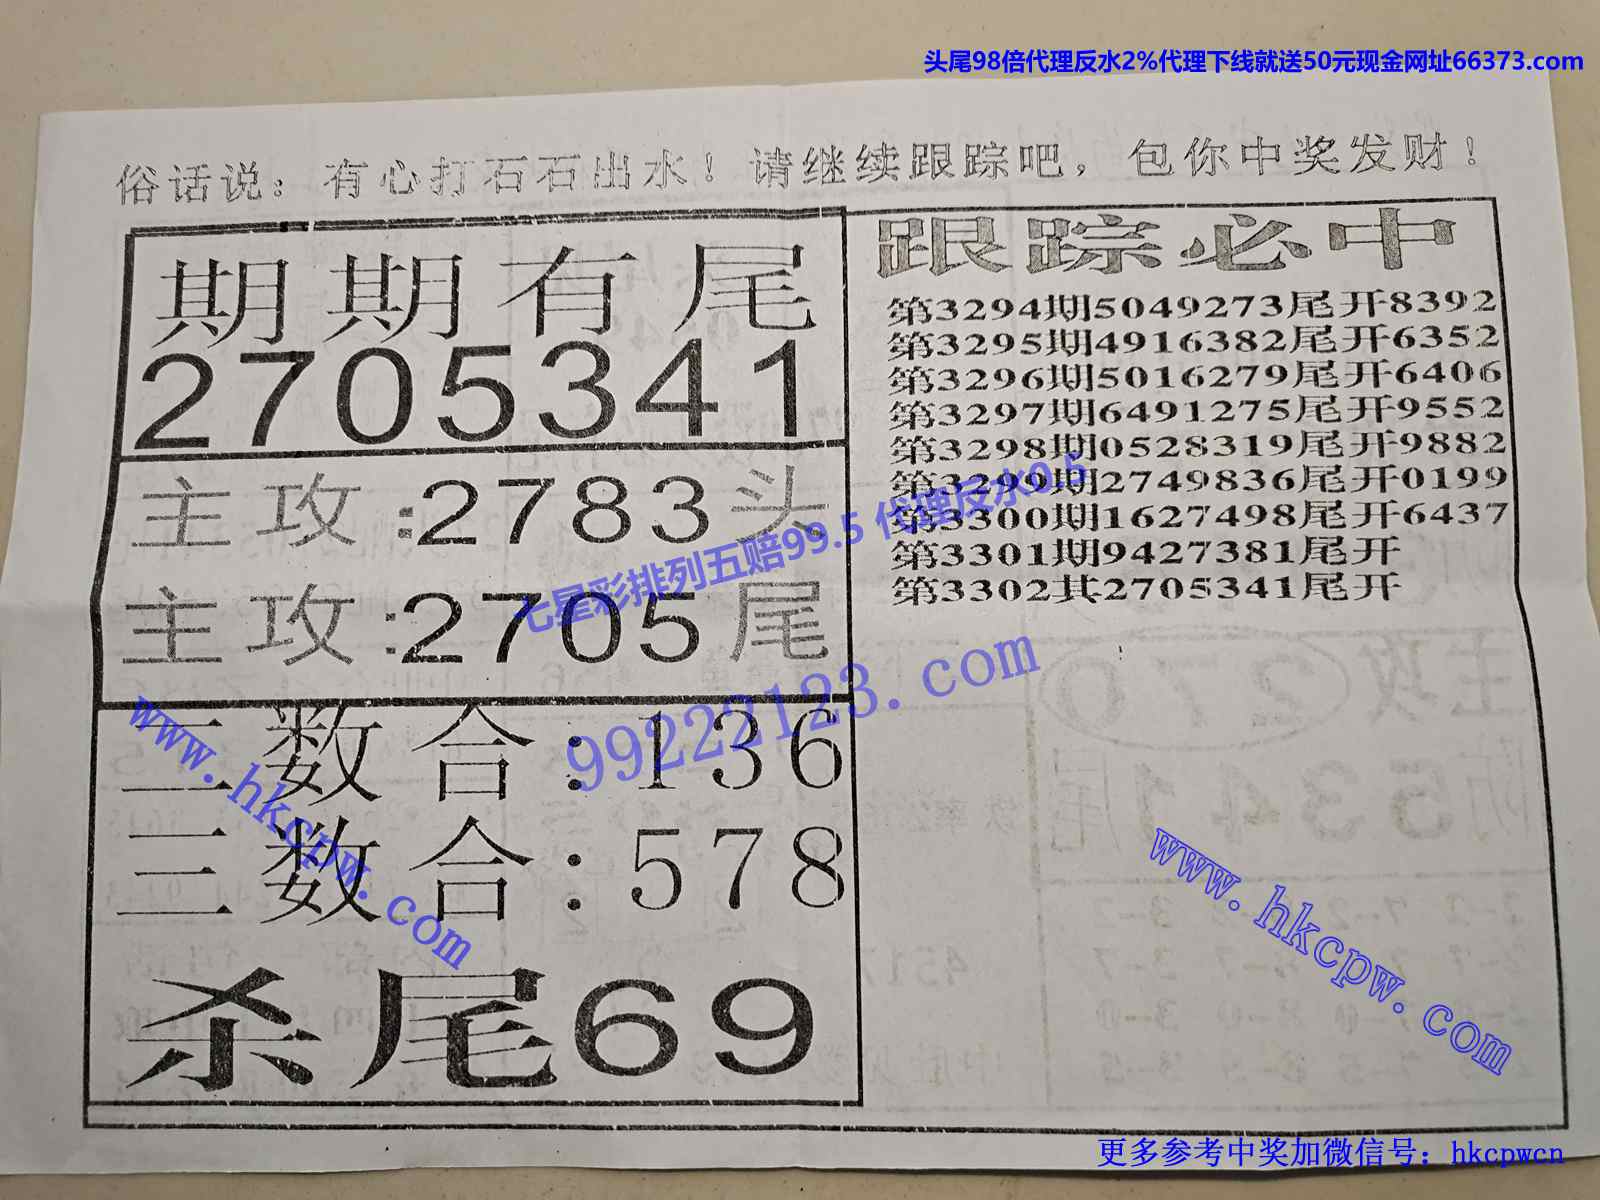 头尾98倍代理反水2%代理下线就送50元现金网址66373.com
俗话说：有心打石石出水！请继续跟踪吧，包你中奖发财！
期期有尾
2705341
主攻:2783头
主攻:2705尾
二数合:136
三数合:578
杀尾69
跟踪必中
第3294期5049273尾开8392
第3295期4916382尾开6352
第3296期5016279尾开6406
第3297期6491275尾开9552
第3298期0528319尾开9882
第3299期2749836尾开0199
第3300期1627498尾开6437
第3301期9427381尾开
第3302其2705341尾开
七星彩排列五赔99.5 代理反水0.5
99222123.com
www.hkcpw.com
www.hkcpw.com
更多参考中奖加微信号：hkcpwcn